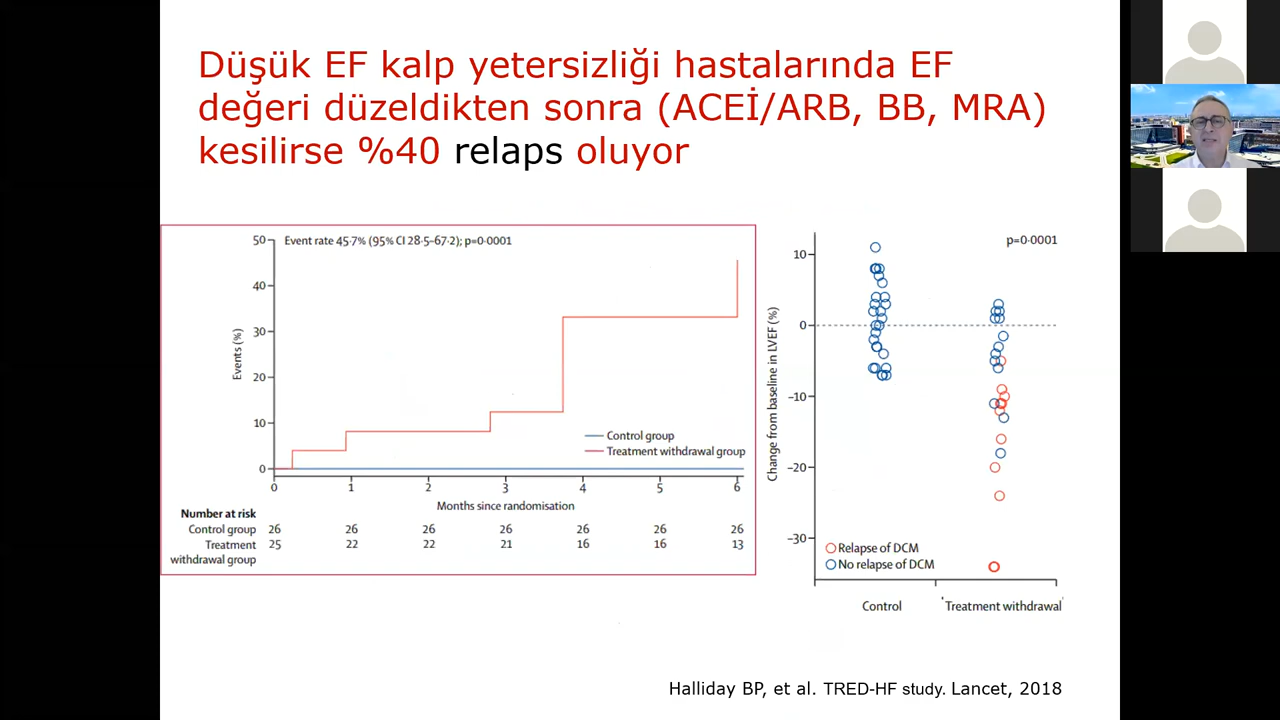 Düşük EF kalp yetersizliği hastalarında EF
değeri düzeldikten sonra (ACEİ/ARB, BB, MRA)
kesilirse %40 relaps oluyor
Event rate 45·7% (95% CI 28·5–67·2); p=0·0001
Events (%)
50
40
30
20
10
0
Control group
Treatment withdrawal group
0 1 2 3 4 5 6
Months since randomisation
Number at risk
Control group 26 26 26 26 26 26 26
Treatment 25 22 22 21 16 16 13
withdrawal group
p=0·0001
Change from baseline in LVEF (%)
10
0
–10
–20
–30
Relapse of DCM
No relapse of DCM
Control Treatment withdrawal
Halliday BP, et al. TRED-HF study. Lancet, 2018